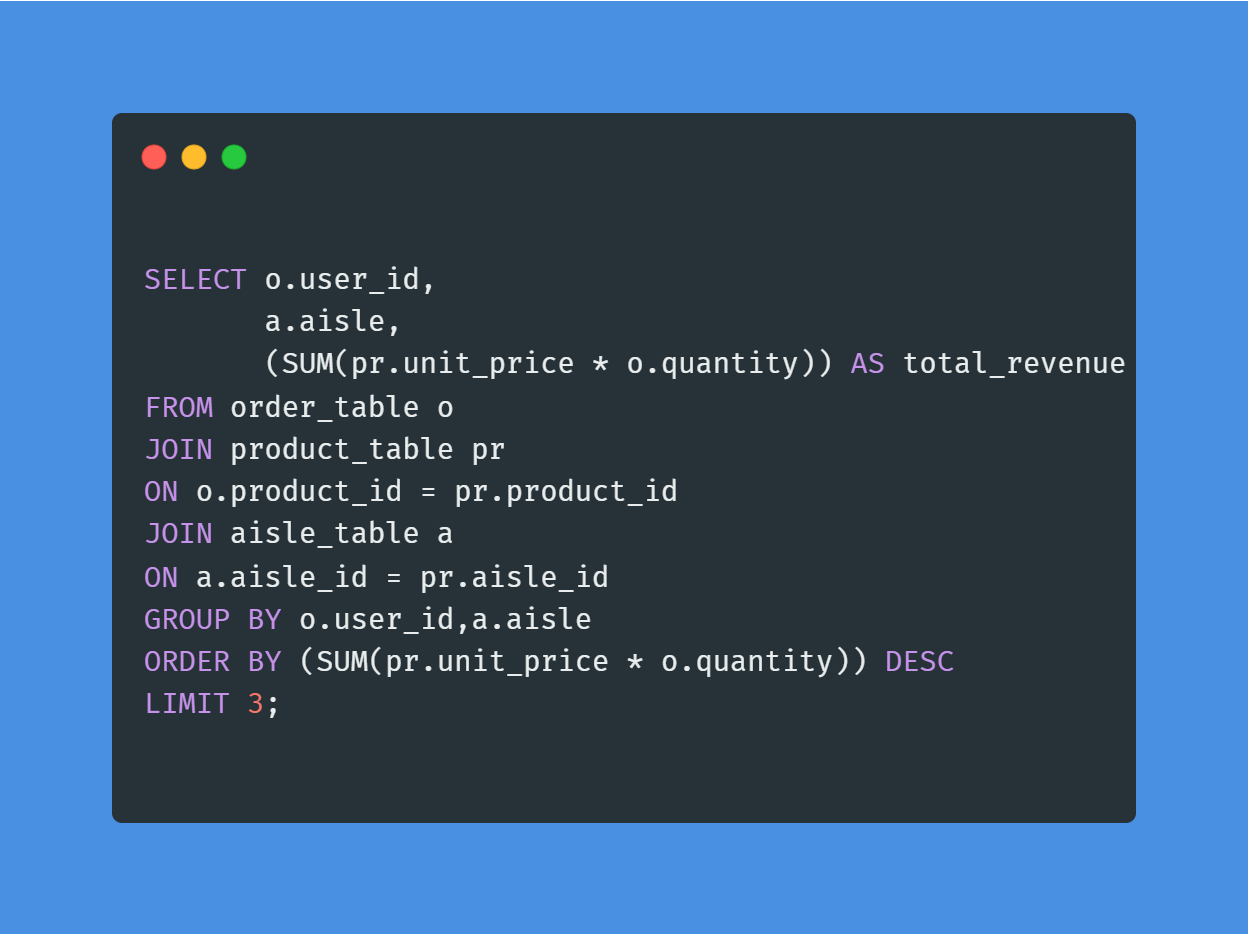 SELECT o.user_id,
       a.aisle,
       (SUM(pr.unit_price * o.quantity)) AS total_revenue
FROM order_table o
JOIN product_table pr
ON o.product_id = pr.product_id
JOIN aisle_table a
ON a.aisle_id = pr.aisle_id
GROUP BY o.user_id,a.aisle
ORDER BY (SUM(pr.unit_price * o.quantity)) DESC
LIMIT 3;